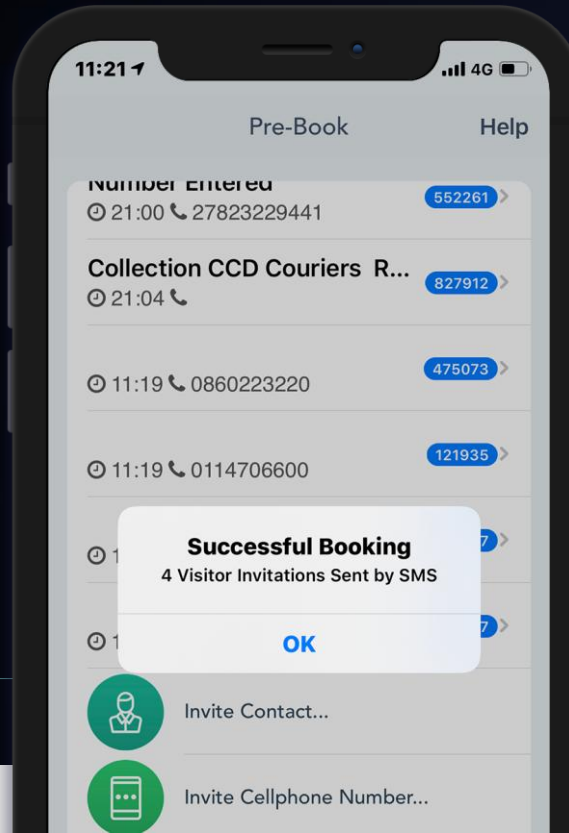 11:21
4G
Pre-Book
Help
Number Entered
552261
21:00 27823229441
Collection CCD Couriers R...
827912
21:04
475073
11:19 0860223220
121935
11:19 0114706600
Successful Booking
4 Visitor Invitations Sent by SMS
OK
Invite Contact...
Invite Cellphone Number...